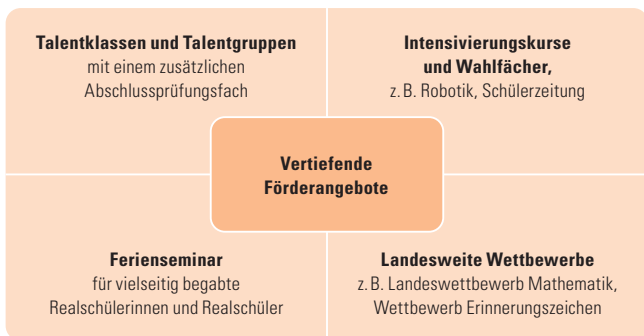 Talentklassen und Talentgruppen
mit einem zusätzlichen
Abschlussprüfungsfach
Intensivierungskurse
und Wahlfächer,
z. B. Robotik, Schülerzeitung
Vertiefende
Förderangebote
Ferienseminar
für vielseitig begabte
Realschülerinnen und Realschüler
Landesweite Wettbewerbe
z. B. Landeswettbewerb Mathematik,
Wettbewerb Erinnerungszeichen